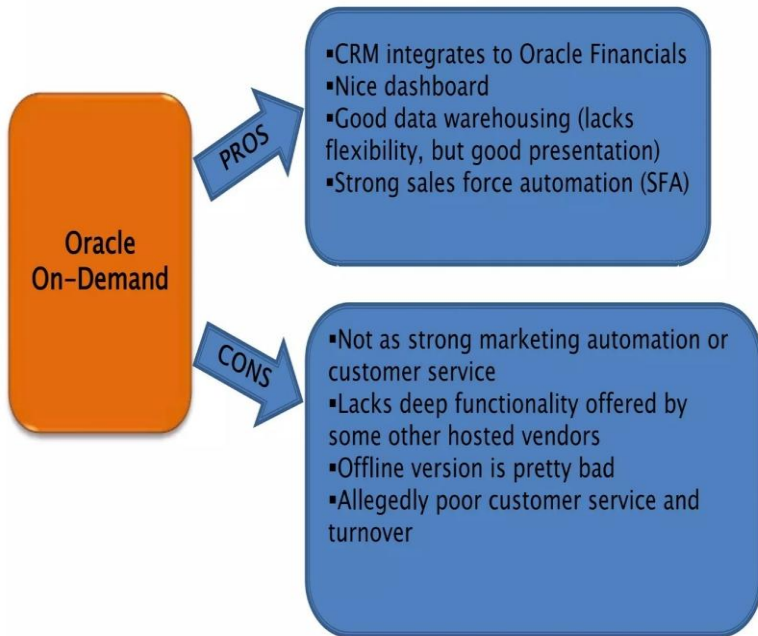 Oracle
On-Demand
PROS
▪CRM integrates to Oracle Financials
▪Nice dashboard
▪Good data warehousing (lacks
flexibility, but good presentation)
▪Strong sales force automation (SFA)
CONS
▪Not as strong marketing automation or
customer service
▪Lacks deep functionality offered by
some other hosted vendors
▪Offline version is pretty bad
▪Allegedly poor customer service and
turnover